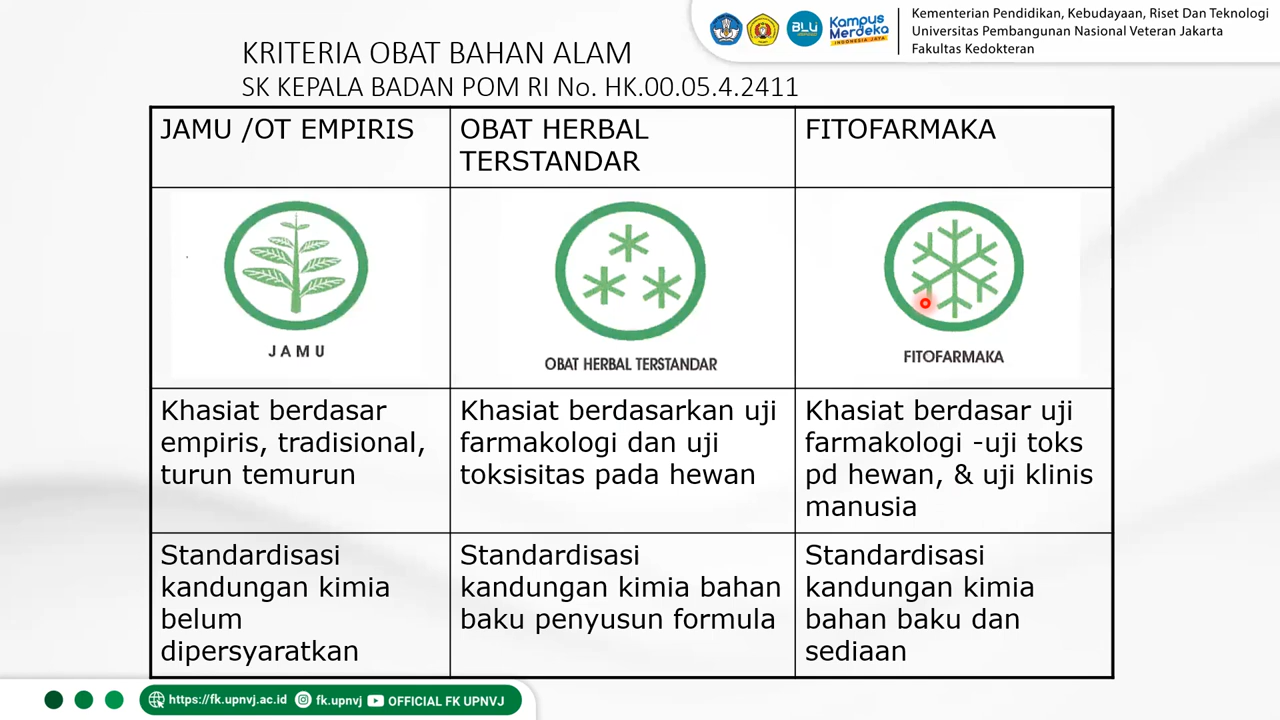 Kementerian Pendidikan, Kebudayaan, Riset Dan Teknologi
Universitas Pembangunan Nasional Veteran Jakarta
Fakultas Kedokteran
BLU
Kampus
Merdeka
INDONESIA JAYA
KRITERIA OBAT BAHAN ALAM
SK KEPALA BADAN POM RI No. HK.00.05.4.2411
JAMU /OT EMPIRIS
OBAT HERBAL
TERSTANDAR
FITOFARMAKA
JAMU
OBAT HERBAL TERSTANDAR
FITOFARMAKA
Khasiat berdasar
empiris, tradisional,
turun temurun
Khasiat berdasarkan uji
farmakologi dan uji
toksisitas pada hewan
Khasiat berdasar uji
farmakologi -uji toks
pd hewan, & uji klinis
manusia
Standardisasi
kandungan kimia
belum
dipersyaratkan
Standardisasi
kandungan kimia bahan
baku penyusun formula
Standardisasi
kandungan kimia
bahan baku dan
sediaan
https://fk.upnvj.ac.id
fk.upnvj
OFFICIAL FK UPNVJ